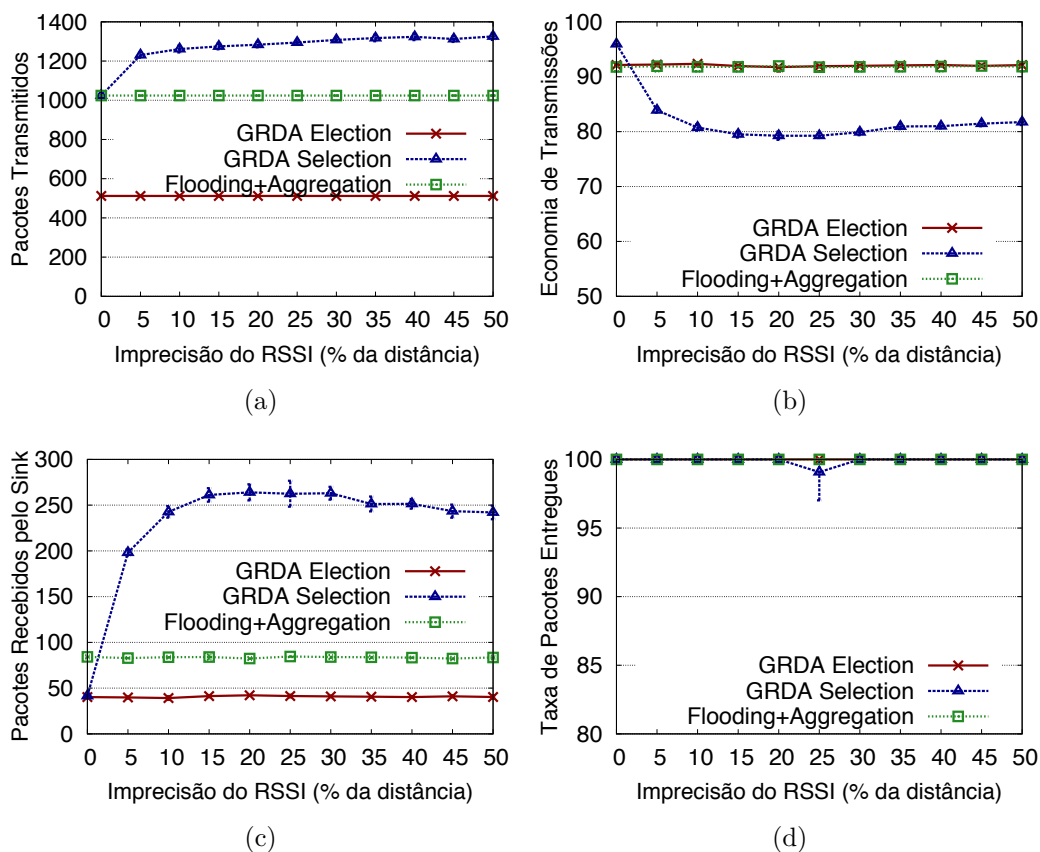 1400
1200
1000
800
600
400
200
0
Pacotes Transmitidos
GRDA Election
GRDA Selection
Flooding+Aggregation
0 5 10 15 20 25 30 35 40 45 50
Imprecisão do RSSI (% da distância)
(a)
100
90
80
70
60
50
Economia de Transmissões
GRDA Election
GRDA Selection
Flooding+Aggregation
0 5 10 15 20 25 30 35 40 45 50
Imprecisão do RSSI (% da distância)
(b)
300
250
200
150
100
50
0
Pacotes Recebidos pelo Sink
GRDA Election
GRDA Selection
Flooding+Aggregation
0 5 10 15 20 25 30 35 40 45 50
Imprecisão do RSSI (% da distância)
(c)
100
95
90
85
80
Taxa de Pacotes Entregues
GRDA Election
GRDA Selection
Flooding+Aggregation
0 5 10 15 20 25 30 35 40 45 50
Imprecisão do RSSI (% da distância)
(d)